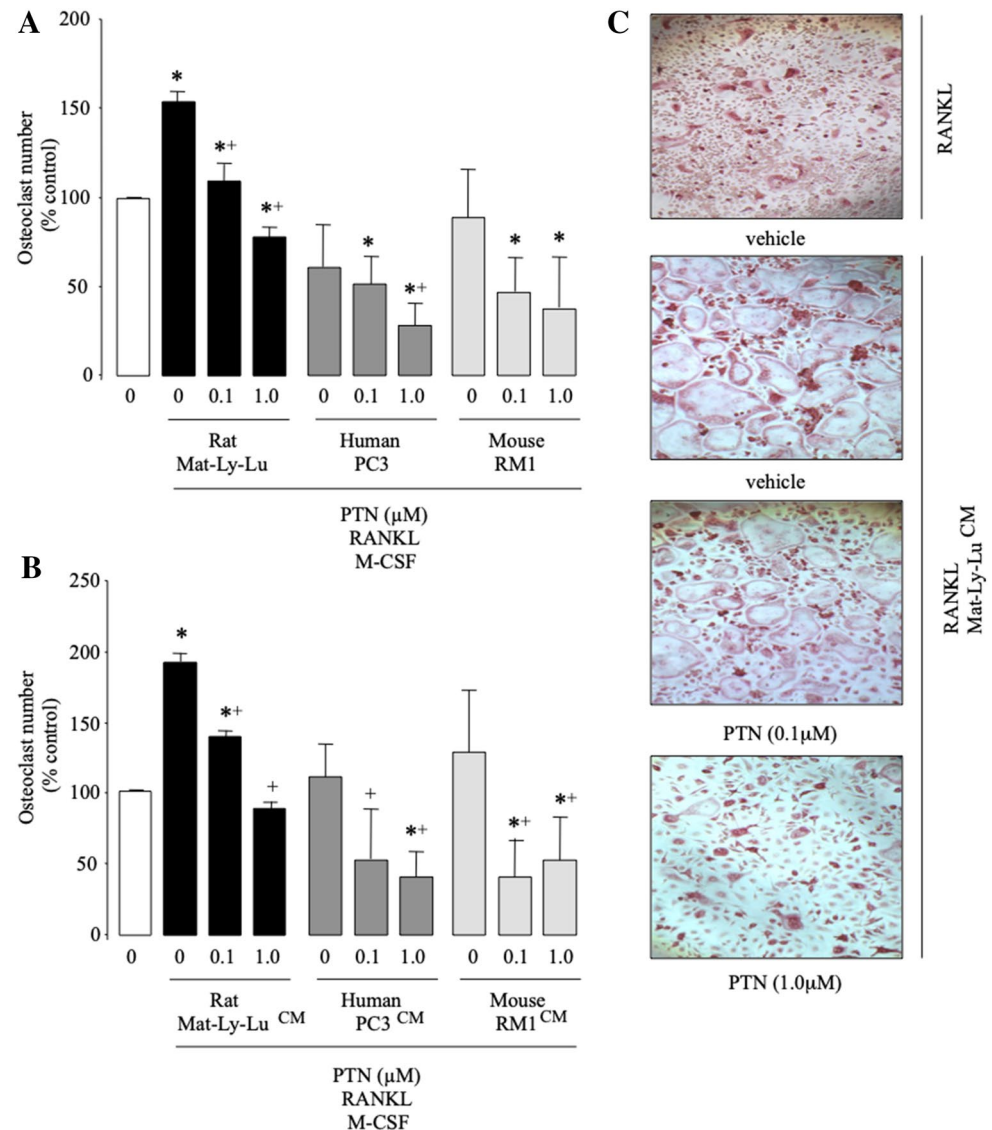 A
200
150
100
50
0
Osteoclast number
(% control)
*
*+
*+
*
*+
*
*
0 0 0.1 1.0 0 0.1 1.0 0 0.1 1.0
Rat
Mat-Ly-Lu
Human
PC3
Mouse
RM1
PTN (µM)
RANKL
M-CSF
B
250
200
150
100
50
0
Osteoclast number
(% control)
*
*+
+
+
*+
*+
*+
0 0 0.1 1.0 0 0.1 1.0 0 0.1 1.0
Rat
Mat-Ly-Lu CM
Human
PC3 CM
Mouse
RM1 CM
PTN (µM)
RANKL
M-CSF
C
RANKL
vehicle
vehicle
RANKL
Mat-Ly-Lu CM
PTN (0.1µM)
PTN (1.0µM)